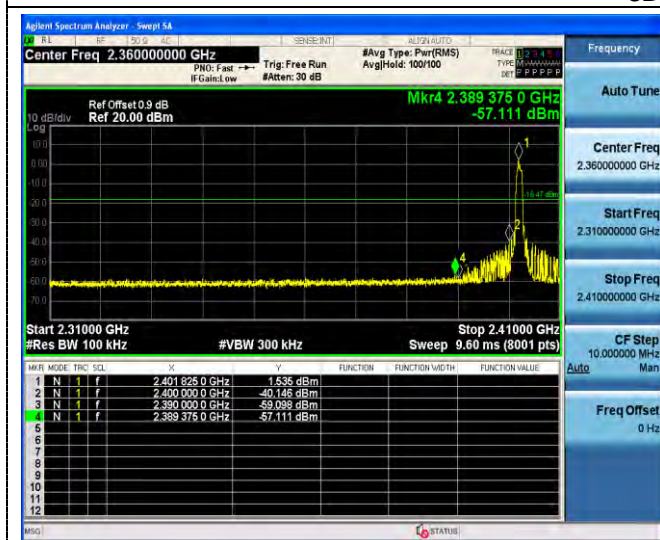 Agilent Spectrum Analyzer - Swept SA
RL RF 50 Ω AC SENSE:INT ALIGN AUTO
Center Freq 2.360000000 GHz
PNO: Fast
IFGain:Low
Trig: Free Run
#Atten: 30 dB
#Avg Type: Pwr(RMS)
Avg|Hold: 100/100
TRACE 1 2 3 4 5 6
TYPE M
DET P P P P P P
Frequency
Auto Tune
Ref Offset 0.9 dB
10 dB/div Ref 20.00 dBm
Log
Mkr4 2.389 375 0 GHz
-57.111 dBm
10.0
0.00
-10.0
-20.0
-30.0
-40.0
-50.0
-60.0
-70.0
1
2
4
Center Freq
2.360000000 GHz
Start Freq
2.310000000 GHz
Stop Freq
2.410000000 GHz
CF Step
10.000000 MHz
Auto Man
Freq Offset
0 Hz
Start 2.31000 GHz Stop 2.41000 GHz
#Res BW 100 kHz #VBW 300 kHz Sweep 9.60 ms (8001 pts)
MKR MODE TRC SCL X Y FUNCTION FUNCTION WIDTH FUNCTION VALUE
1 N 1 f 2.401 825 0 GHz 1.536 dBm
2 N 1 f 2.400 000 0 GHz -40.146 dBm
3 N 1 f 2.390 000 0 GHz -59.098 dBm
4 N 1 f 2.389 375 0 GHz -57.111 dBm
5
6
7
8
9
10
11
12
MSG STATUS